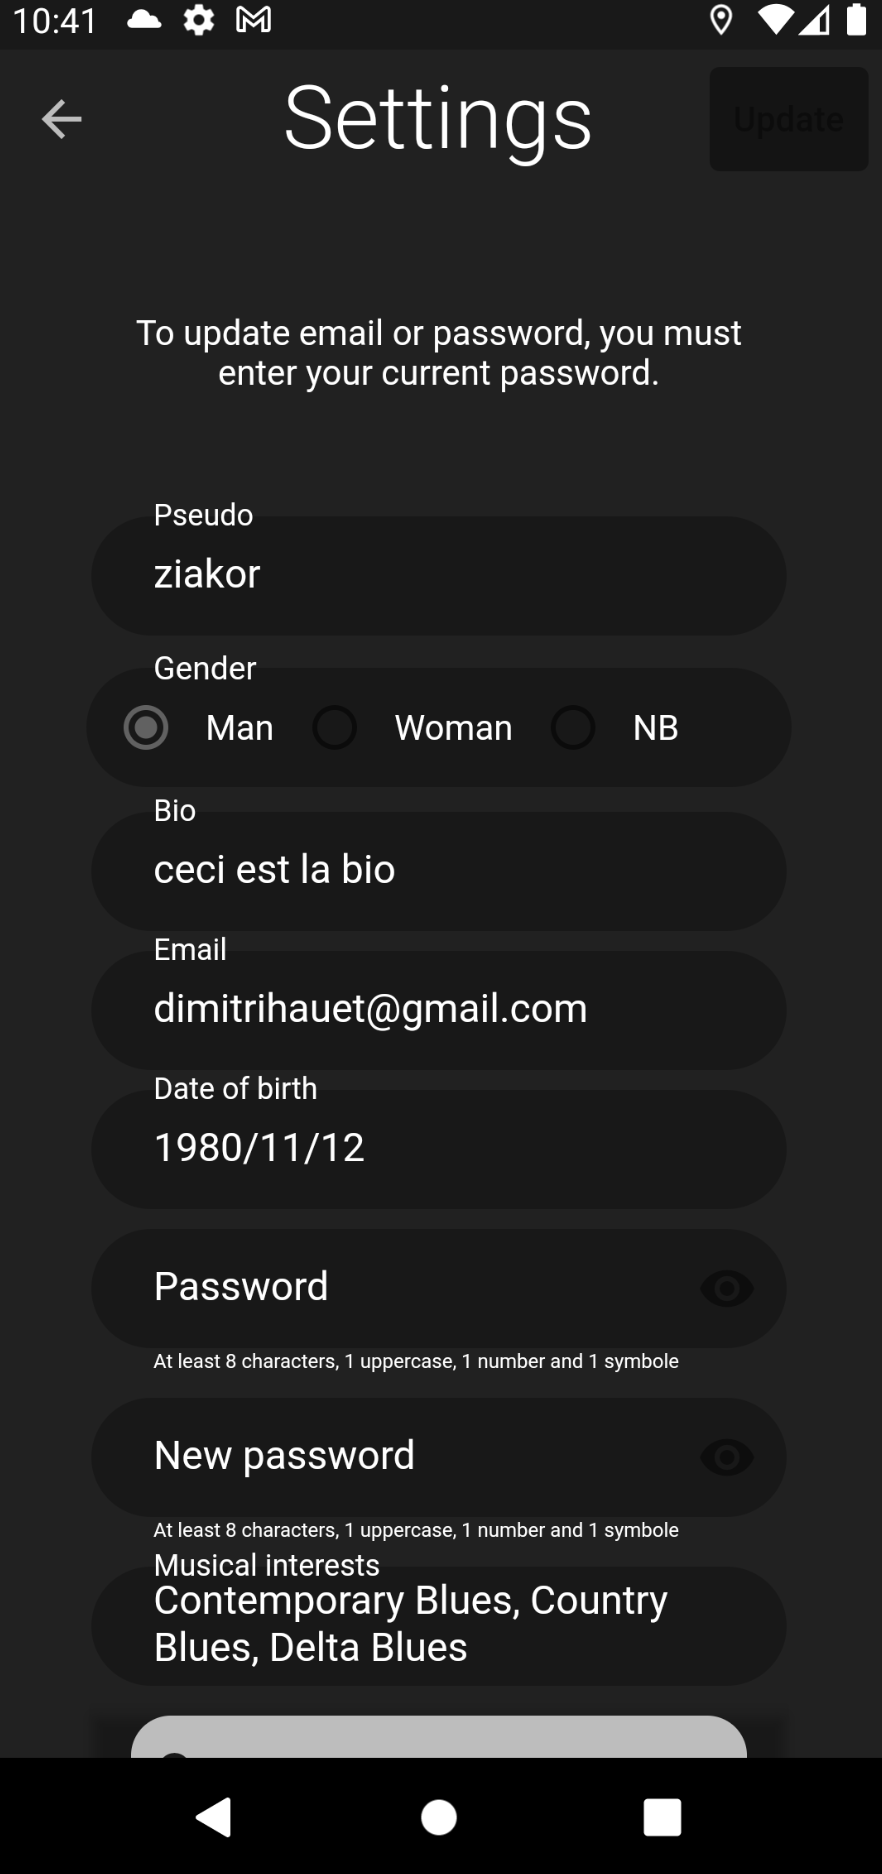 10:41
Settings
Update
To update email or password, you must
enter your current password.
Pseudo
ziakor
Gender
Man Woman NB
Bio
ceci est la bio
Email
dimitrihauet@gmail.com
Date of birth
1980/11/12
Password
At least 8 characters, 1 uppercase, 1 number and 1 symbole
New password
At least 8 characters, 1 uppercase, 1 number and 1 symbole
Musical interests
Contemporary Blues, Country
Blues, Delta Blues